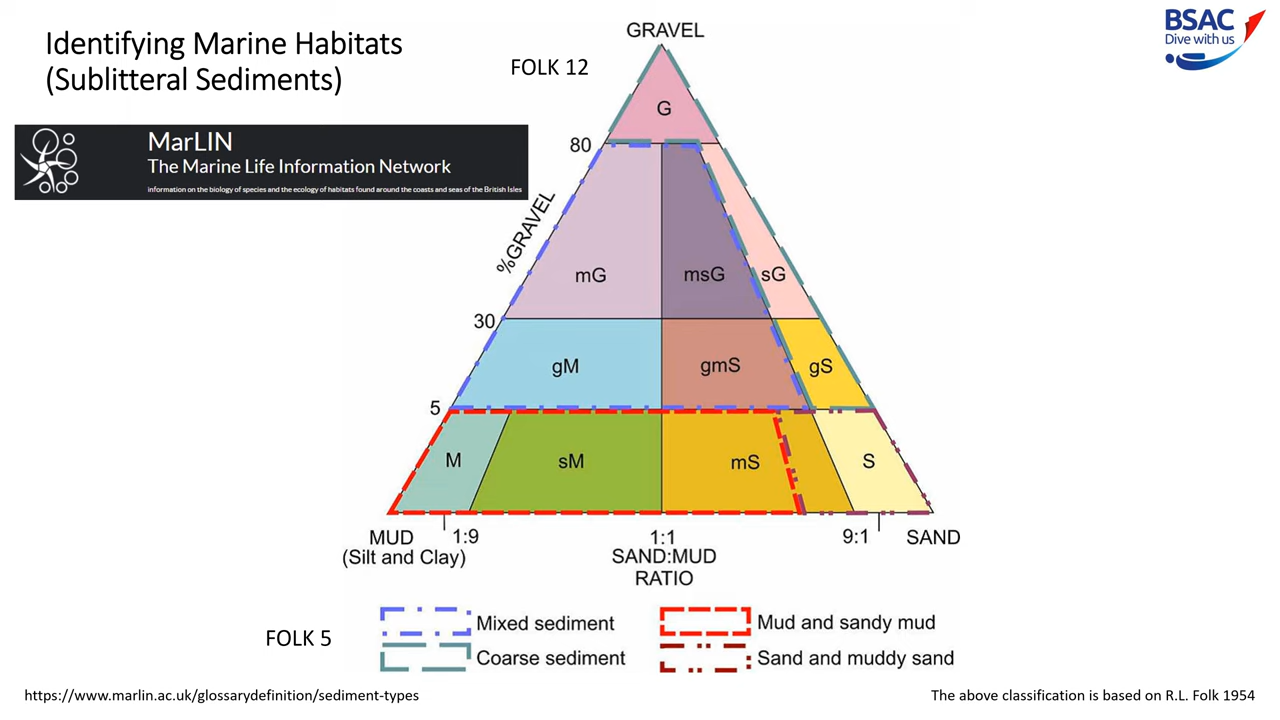 Identifying Marine Habitats
(Sublitteral Sediments)
MarLIN
The Marine Life Information Network
information on the biology of species and the ecology of habitats found around the coasts and seas of the British Isles
BSAC
Dive with us
FOLK 12
GRAVEL
G
80
%GRAVEL
mG
msG
sG
30
gM
gmS
gS
5
M
sM
mS
S
MUD
(Silt and Clay)
1:9
1:1
SAND:MUD
RATIO
9:1
SAND
FOLK 5
Mixed sediment
Mud and sandy mud
Coarse sediment
Sand and muddy sand
https://www.marlin.ac.uk/glossarydefinition/sediment-types
The above classification is based on R.L. Folk 1954